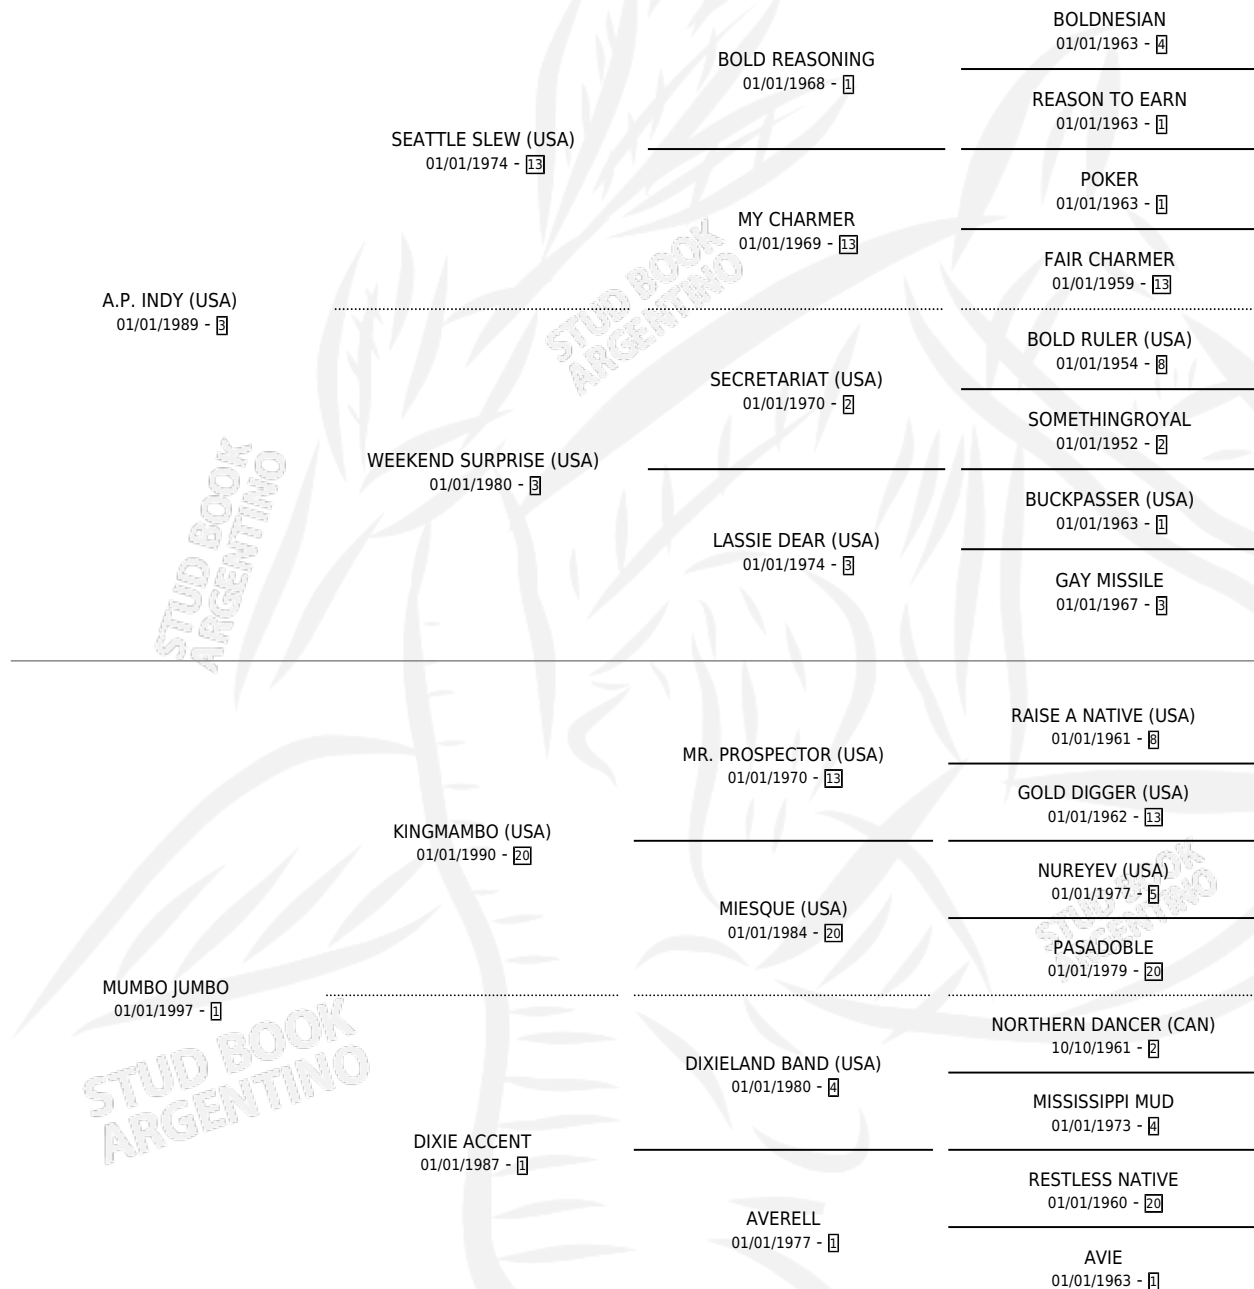 A.P. INDY (USA)
01/01/1989 - 3
SEATTLE SLEW (USA)
01/01/1974 - 13
WEEKEND SURPRISE (USA)
01/01/1980 - 3
BOLD REASONING
01/01/1968 - 1
MY CHARMER
01/01/1969 - 13
SECRETARIAT (USA)
01/01/1970 - 2
LASSIE DEAR (USA)
01/01/1974 - 3
BOLDNESIAN
01/01/1963 - 4
REASON TO EARN
01/01/1963 - 1
POKER
01/01/1963 - 1
FAIR CHARMER
01/01/1959 - 13
BOLD RULER (USA)
01/01/1954 - 8
SOMETHINGROYAL
01/01/1952 - 2
BUCKPASSER (USA)
01/01/1963 - 1
GAY MISSILE
01/01/1967 - 3
MUMBO JUMBO
01/01/1997 - 1
KINGMAMBO (USA)
01/01/1990 - 20
DIXIE ACCENT
01/01/1987 - 1
MR. PROSPECTOR (USA)
01/01/1970 - 13
MIESQUE (USA)
01/01/1984 - 20
DIXIELAND BAND (USA)
01/01/1980 - 4
AVERELL
01/01/1977 - 1
RAISE A NATIVE (USA)
01/01/1961 - 8
GOLD DIGGER (USA)
01/01/1962 - 13
NUREYEV (USA)
01/01/1977 - 5
PASADOBLE
01/01/1979 - 20
NORTHERN DANCER (CAN)
10/10/1961 - 2
MISSISSIPPI MUD
01/01/1973 - 4
RESTLESS NATIVE
01/01/1960 - 20
AVIE
01/01/1963 - 1
STUD BOOK
ARGENTINO
STUD BOOK
ARGENTINO
STUD BOOK
ARGENTINO
STUD BOOK
ARGENTINO